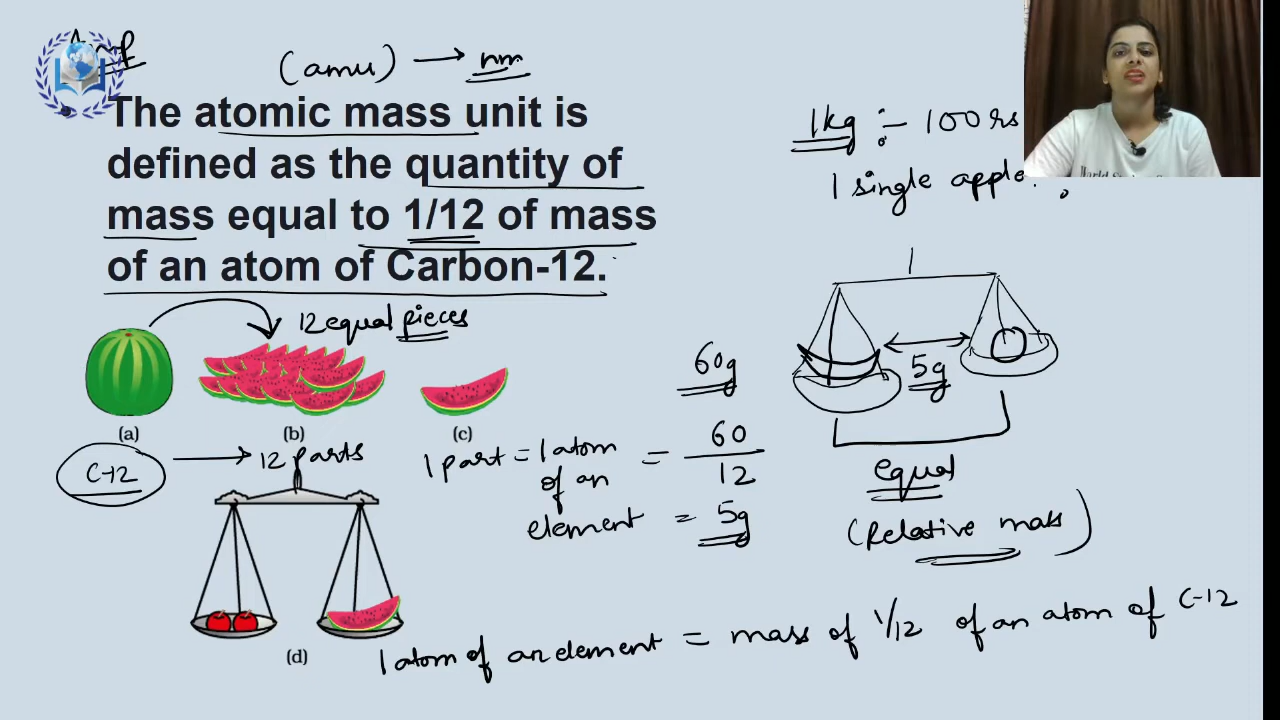 Imp
(amu) → nm
The atomic mass unit is
defined as the quantity of
mass equal to 1/12 of mass
of an atom of Carbon-12.
1kg :- 100 rs
1 single apple
12 equal pieces
(a)
(b)
(c)
60g
5g
C-12 → 12 parts
1 part = 1 atom
of an
element
= 60
12
= 5g
equal
(Relative mass)
(d)
1 atom of an element = mass of 1/12 of an atom of C-12